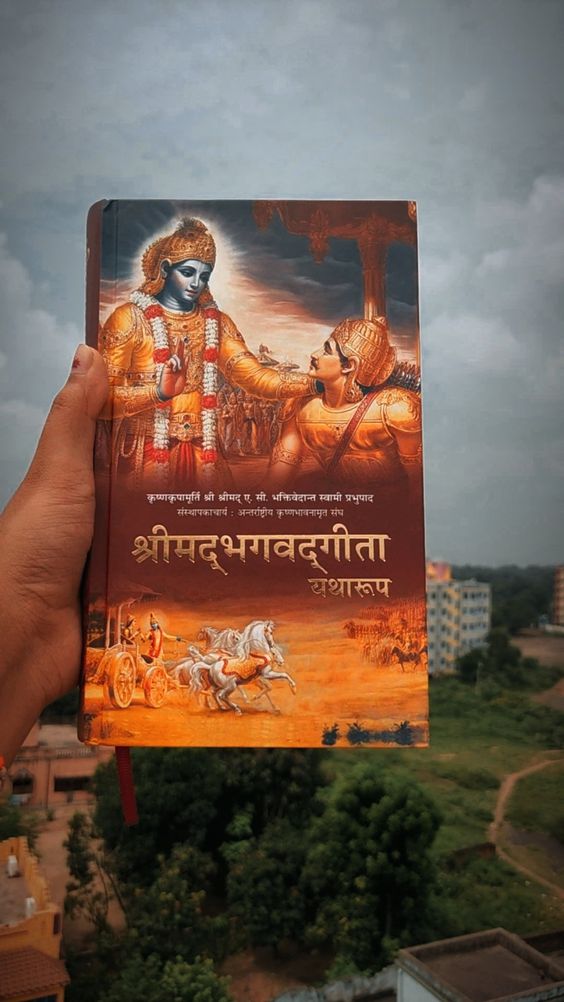 कृष्णकृपामूर्ति श्री श्रीमद् ए. सी. भक्तिवेदान्त स्वामी प्रभुपाद
संस्थापकाचार्य : अन्तर्राष्ट्रीय कृष्णभावनामृत संघ
श्रीमद्भगवद्गीता
यथारूप